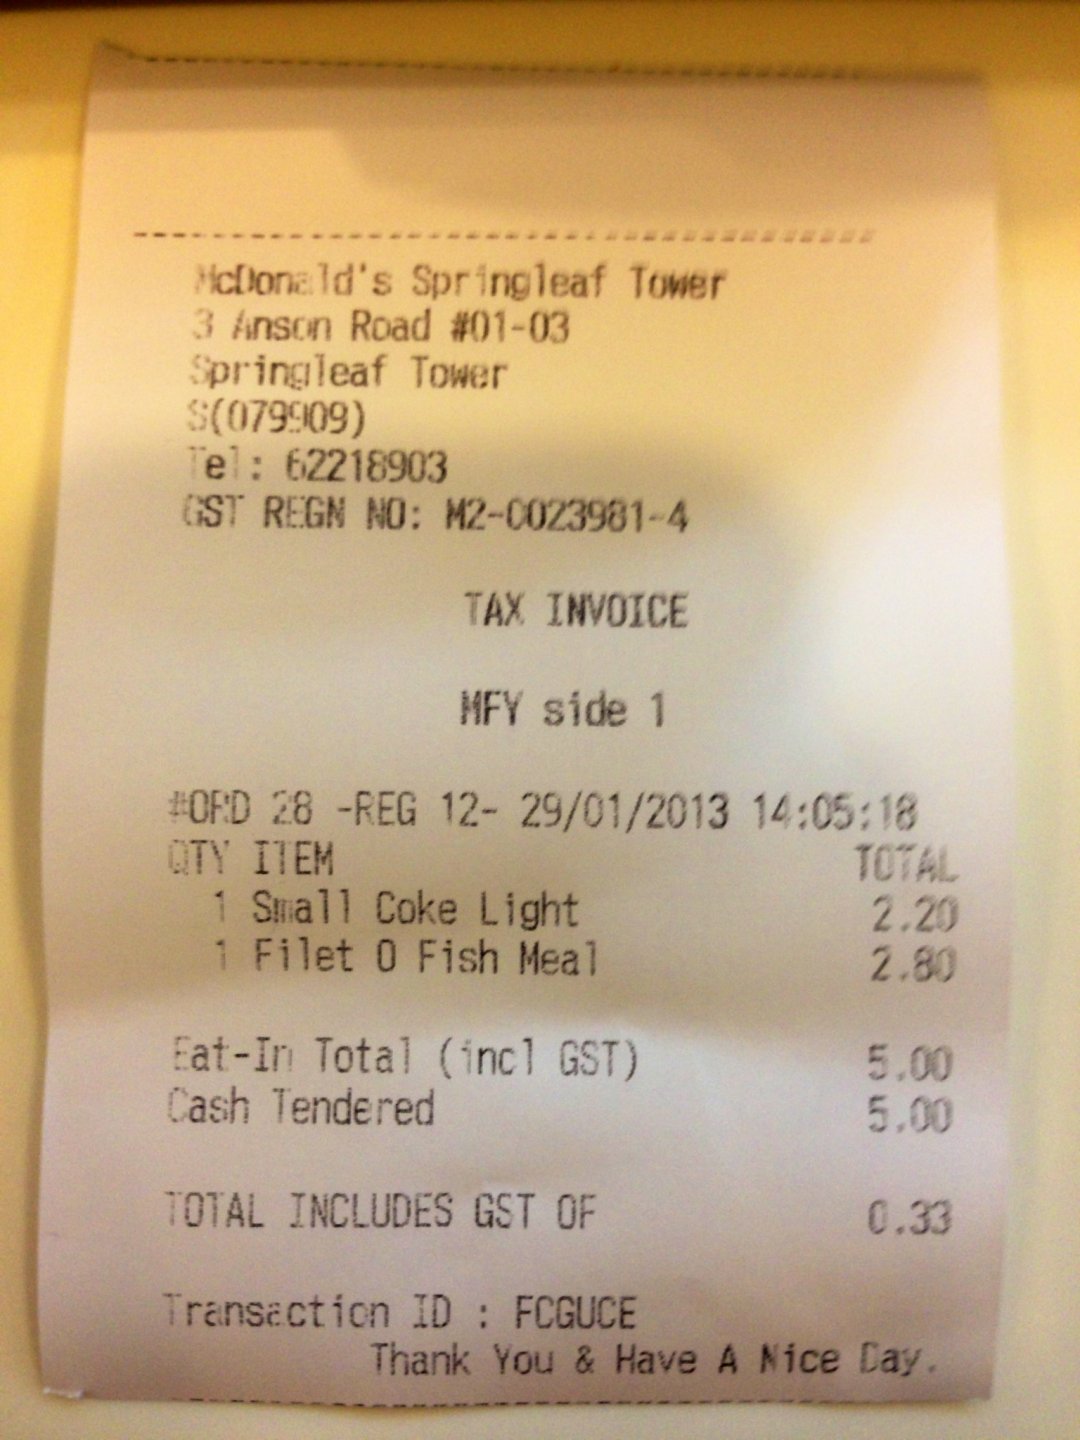 McDonald's Springleaf Tower
3 Anson Road #01-03
Springleaf Tower
S(079909)
Tel: 62218903
GST REGN NO: M2-0023981-4
TAX INVOICE
MFY side 1
#ORD 28 -REG 12- 29/01/2013 14:05:18
QTY ITEM TOTAL
1 Small Coke Light 2.20
1 Filet O Fish Meal 2.80
Eat-In Total (incl GST) 5.00
Cash Tendered 5.00
TOTAL INCLUDES GST OF 0.33
Transaction ID : FCGUCE
Thank You & Have A Nice Day.